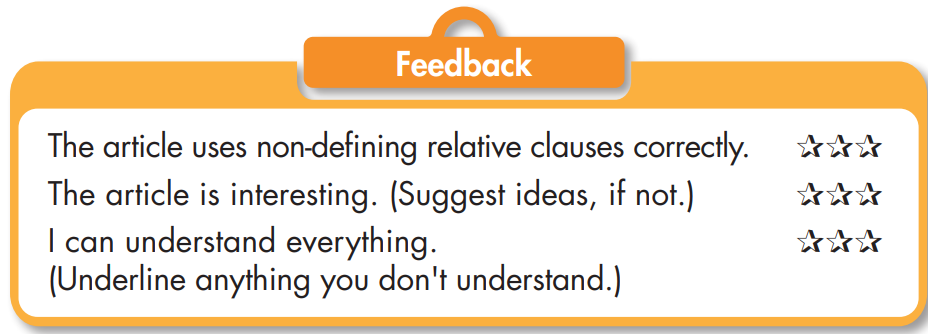 Feedback
The article uses non-defining relative clauses correctly. ☆☆☆
The article is interesting. (Suggest ideas, if not.) ☆☆☆
I can understand everything. ☆☆☆
(Underline anything you don't understand.)